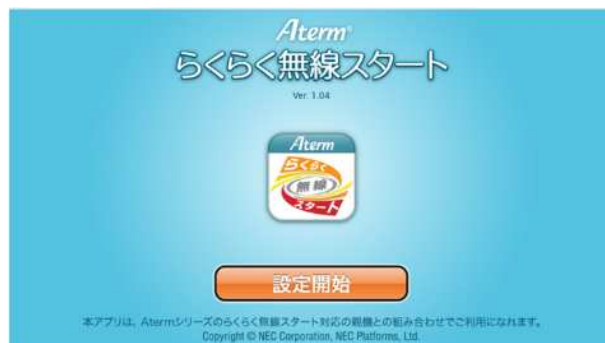 Aterm®
らくらく無線スタート
Ver. 1.04
Aterm
らくらく
無線
スタート
設定開始
本アプリは、Atermシリーズのらくらく無線スタート対応の親機との組み合わせでご利用になれます。
Copyright © NEC Corporation, NEC Platforms, Ltd.